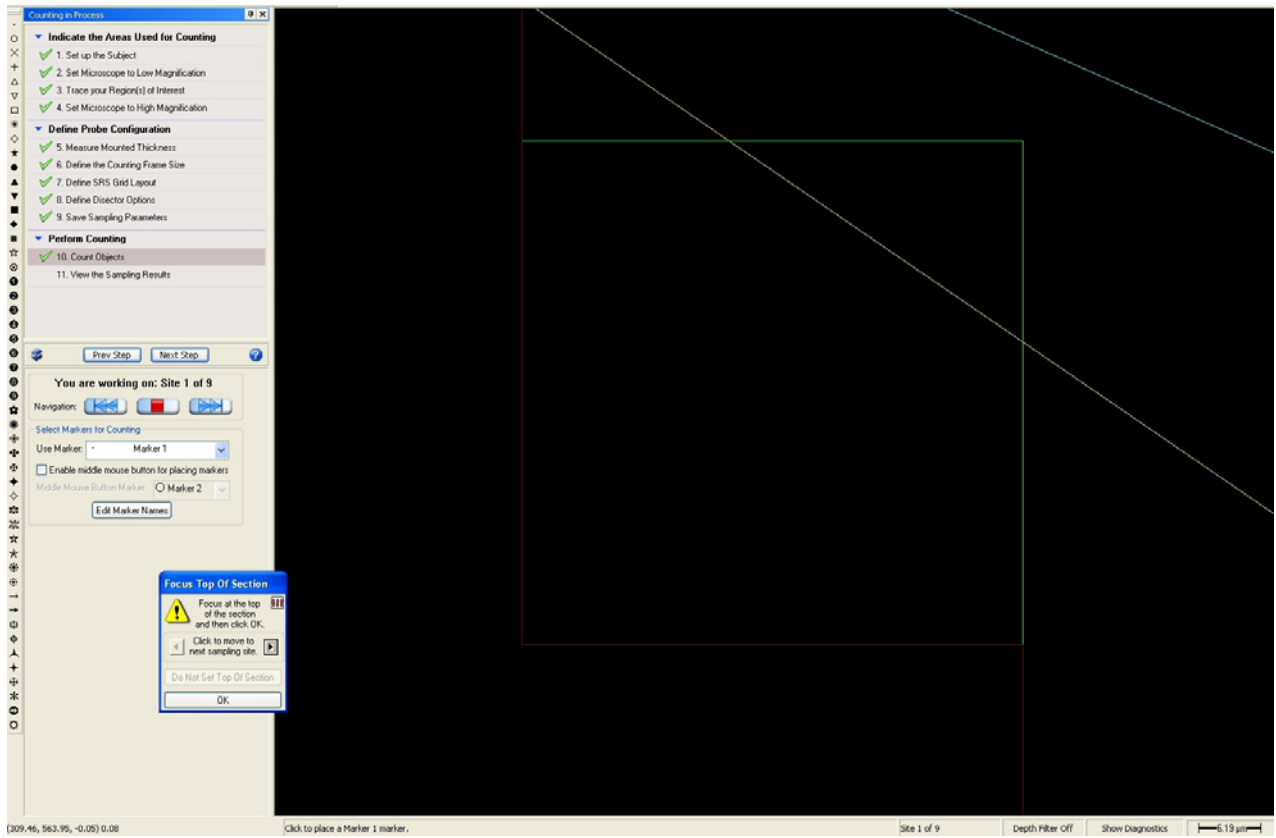 Counting in Process
Indicate the Areas Used for Counting
1. Set up the Subject
2. Set Microscope to Low Magnification
3. Trace your Region(s) of Interest
4. Set Microscope to High Magnification
Define Probe Configuration
5. Measure Mounted Thickness
6. Define the Counting Frame Size
7. Define SRS Grid Layout
8. Define Disector Options
9. Save Sampling Parameters
Perform Counting
10. Count Objects
11. View the Sampling Results
Prev Step Next Step
You are working on: Site 1 of 9
Navigation:
Select Markers for Counting
Use Marker: Marker 1
Enable middle mouse button for placing markers
Middle Mouse Button Marker: Marker 2
Edit Marker Names
Focus Top Of Section
Focus at the top
of the section
and then click OK.
Click to move to
next sampling site.
Do Not Set Top Of Section
OK
(309.46, 563.95, -0.05) 0.08 Click to place a Marker 1 marker. Site 1 of 9 Depth Filter Off Show Diagnostics 6.19 µm